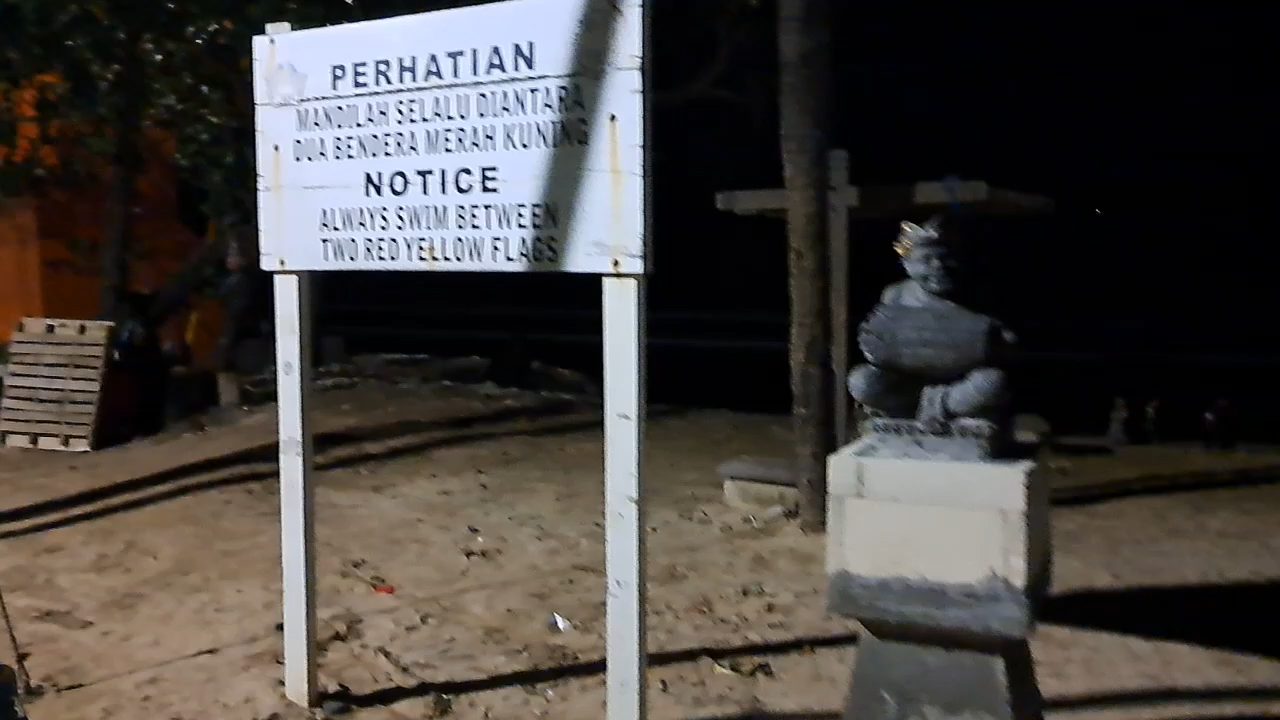 PERHATIAN
MANDILAH SELALU DIANTARA
DUA BENDERA MERAH KUNING
NOTICE
ALWAYS SWIM BETWEEN
TWO RED YELLOW FLAGS